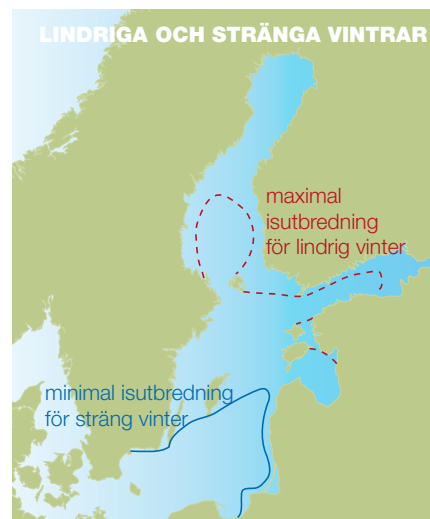 LINDRIGA OCH STRÄNGA VINTRAR
maximal
isutbredning
för lindrig vinter
minimal isutbredning
för sträng vinter